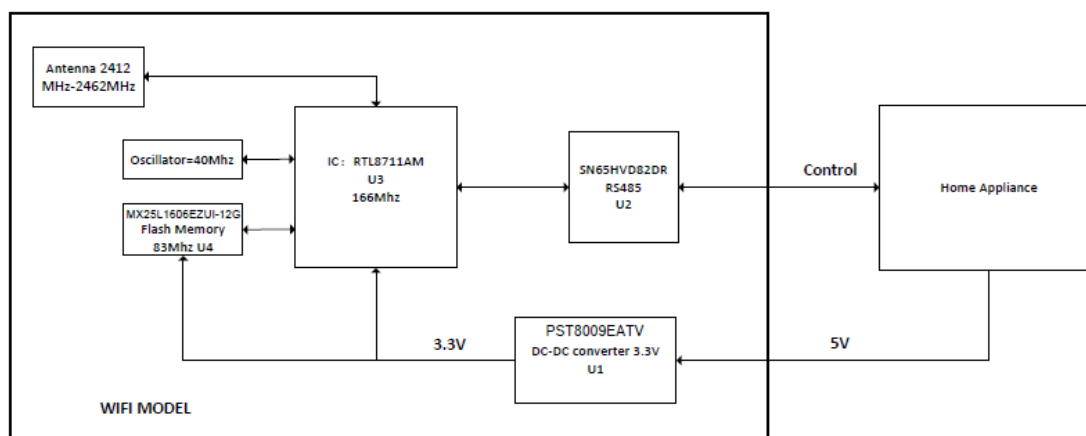 Antenna 2412
MHz-2462MHz
Oscillator=40Mhz
MX25L1606EZUI-12G
Flash Memory
83Mhz U4
IC： RTL8711AM
U3
166Mhz
SN65HVD82DR
RS485
U2
Control
Home Appliance
PST8009EATV
DC-DC converter 3.3V
U1
3.3V
5V
WIFI MODEL